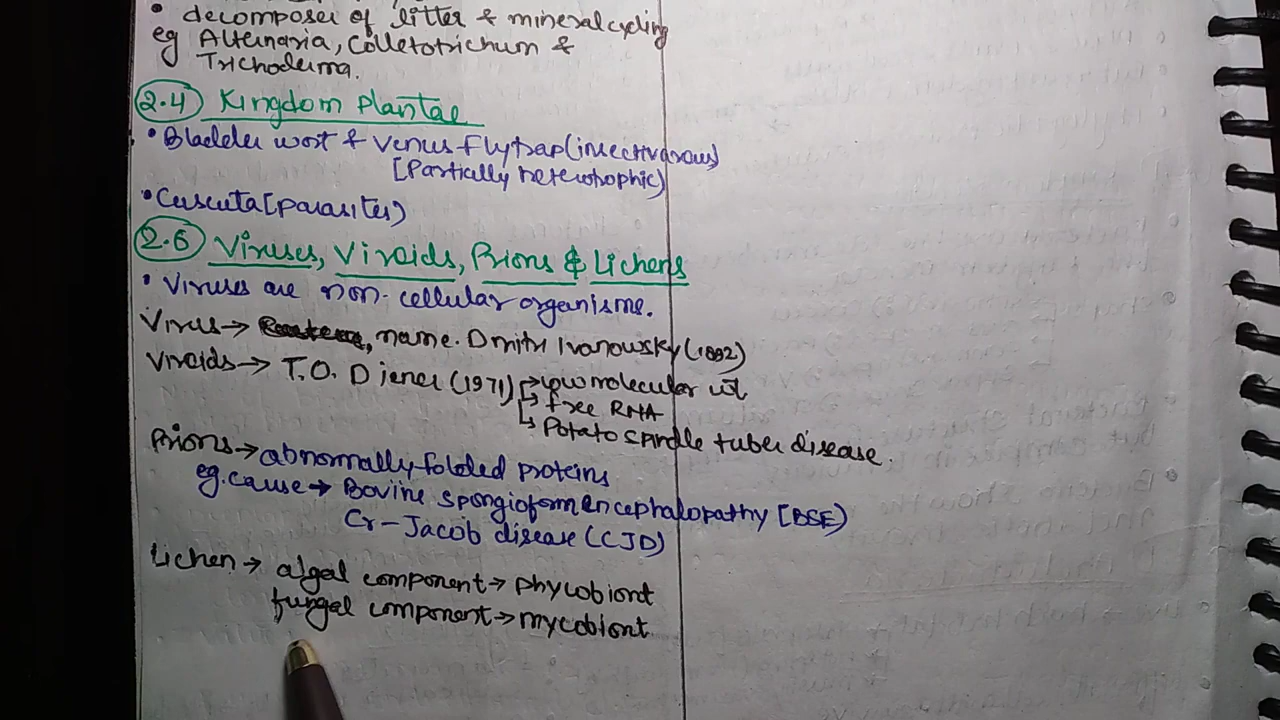 • decomposer of litter & mineral cycling
eg Alternaria, Colletotrichum &
Trichoderma.
2.4 Kingdom Plantae
• Bladder wort & Venus flytrap (insectivorous)
[Partially heterotrophic)
• Cuscuta [parasites)
2.6 Viruses, Viroids, Prions & Lichens
• Viruses are non-cellular organisms.
Virus → , name. Dmitri Ivanowsky (1892)
Viroids → T.O. Diener (1971) → low molecular wt
↳ free RNA
↳ Potato spindle tuber disease.
Prions → abnormally folded proteins
eg. cause → Bovine spongioform encephalopathy [BSE)
Cr-Jacob disease (CJD)
Lichen → algal component → phycobiont
fungal component → mycobiont